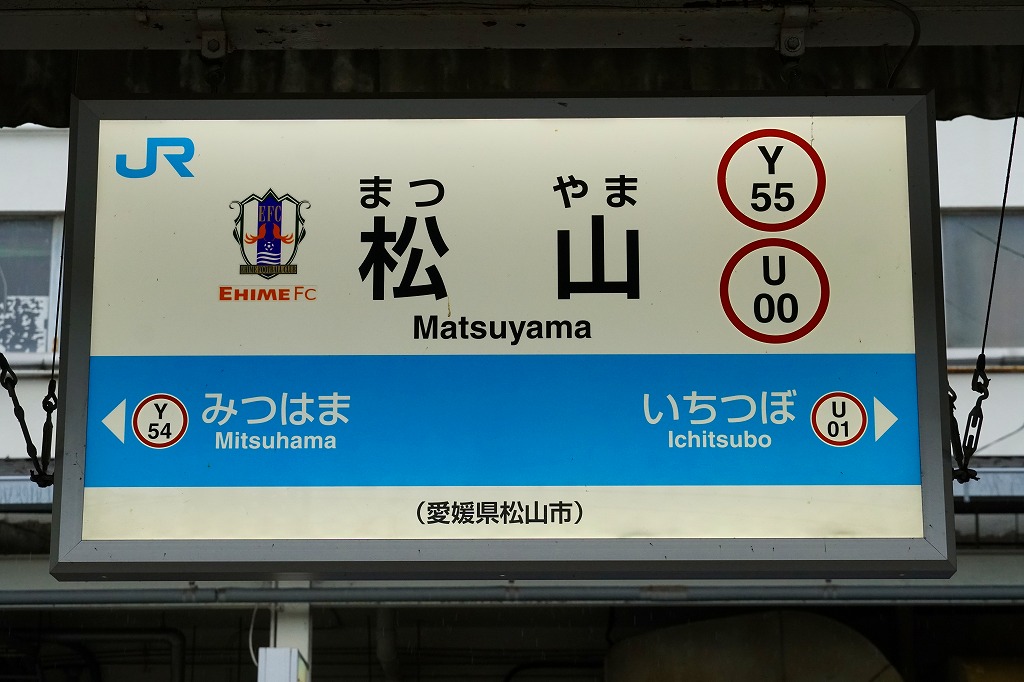 JR
EFC
EHIME FC
まつ やま
松 山
Matsuyama
Y
55
U
00
Y
54
みつはま
Mitsuhama
いちつぼ
Ichitsubo
U
01
(愛媛県松山市)